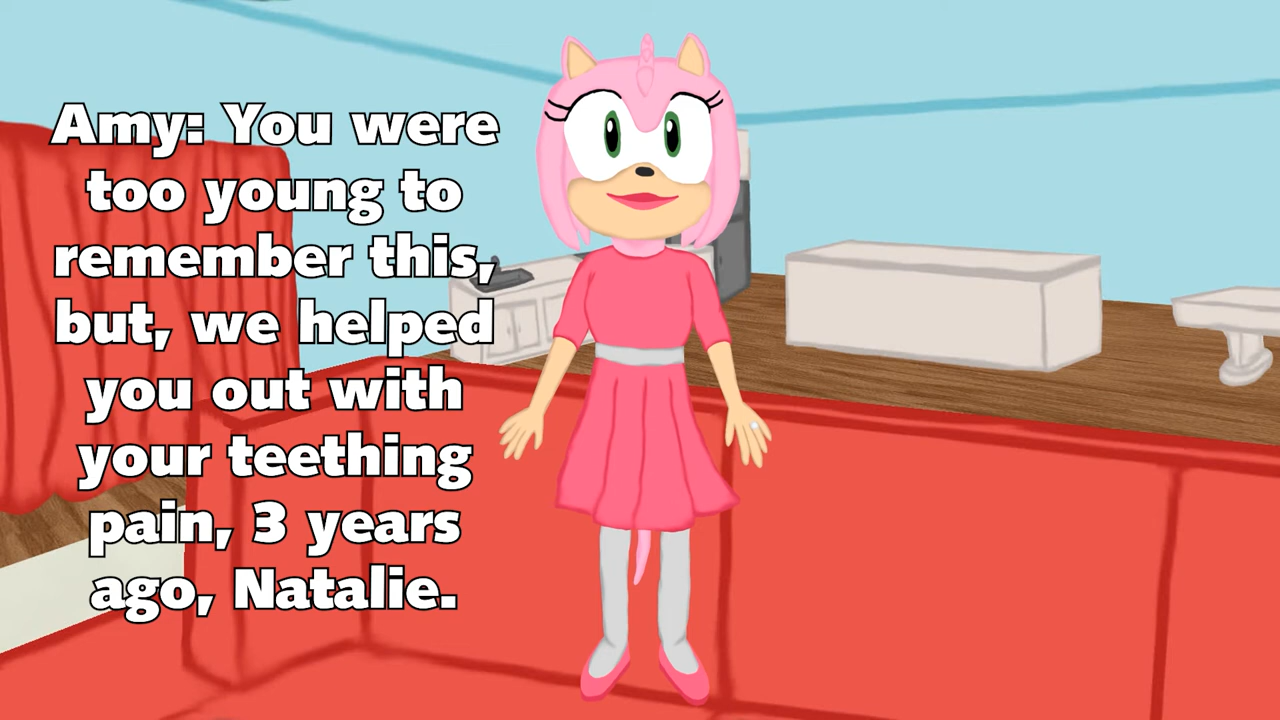 Amy: You were
too young to
remember this,
but, we helped
you out with
your teething
pain, 3 years
ago, Natalie.